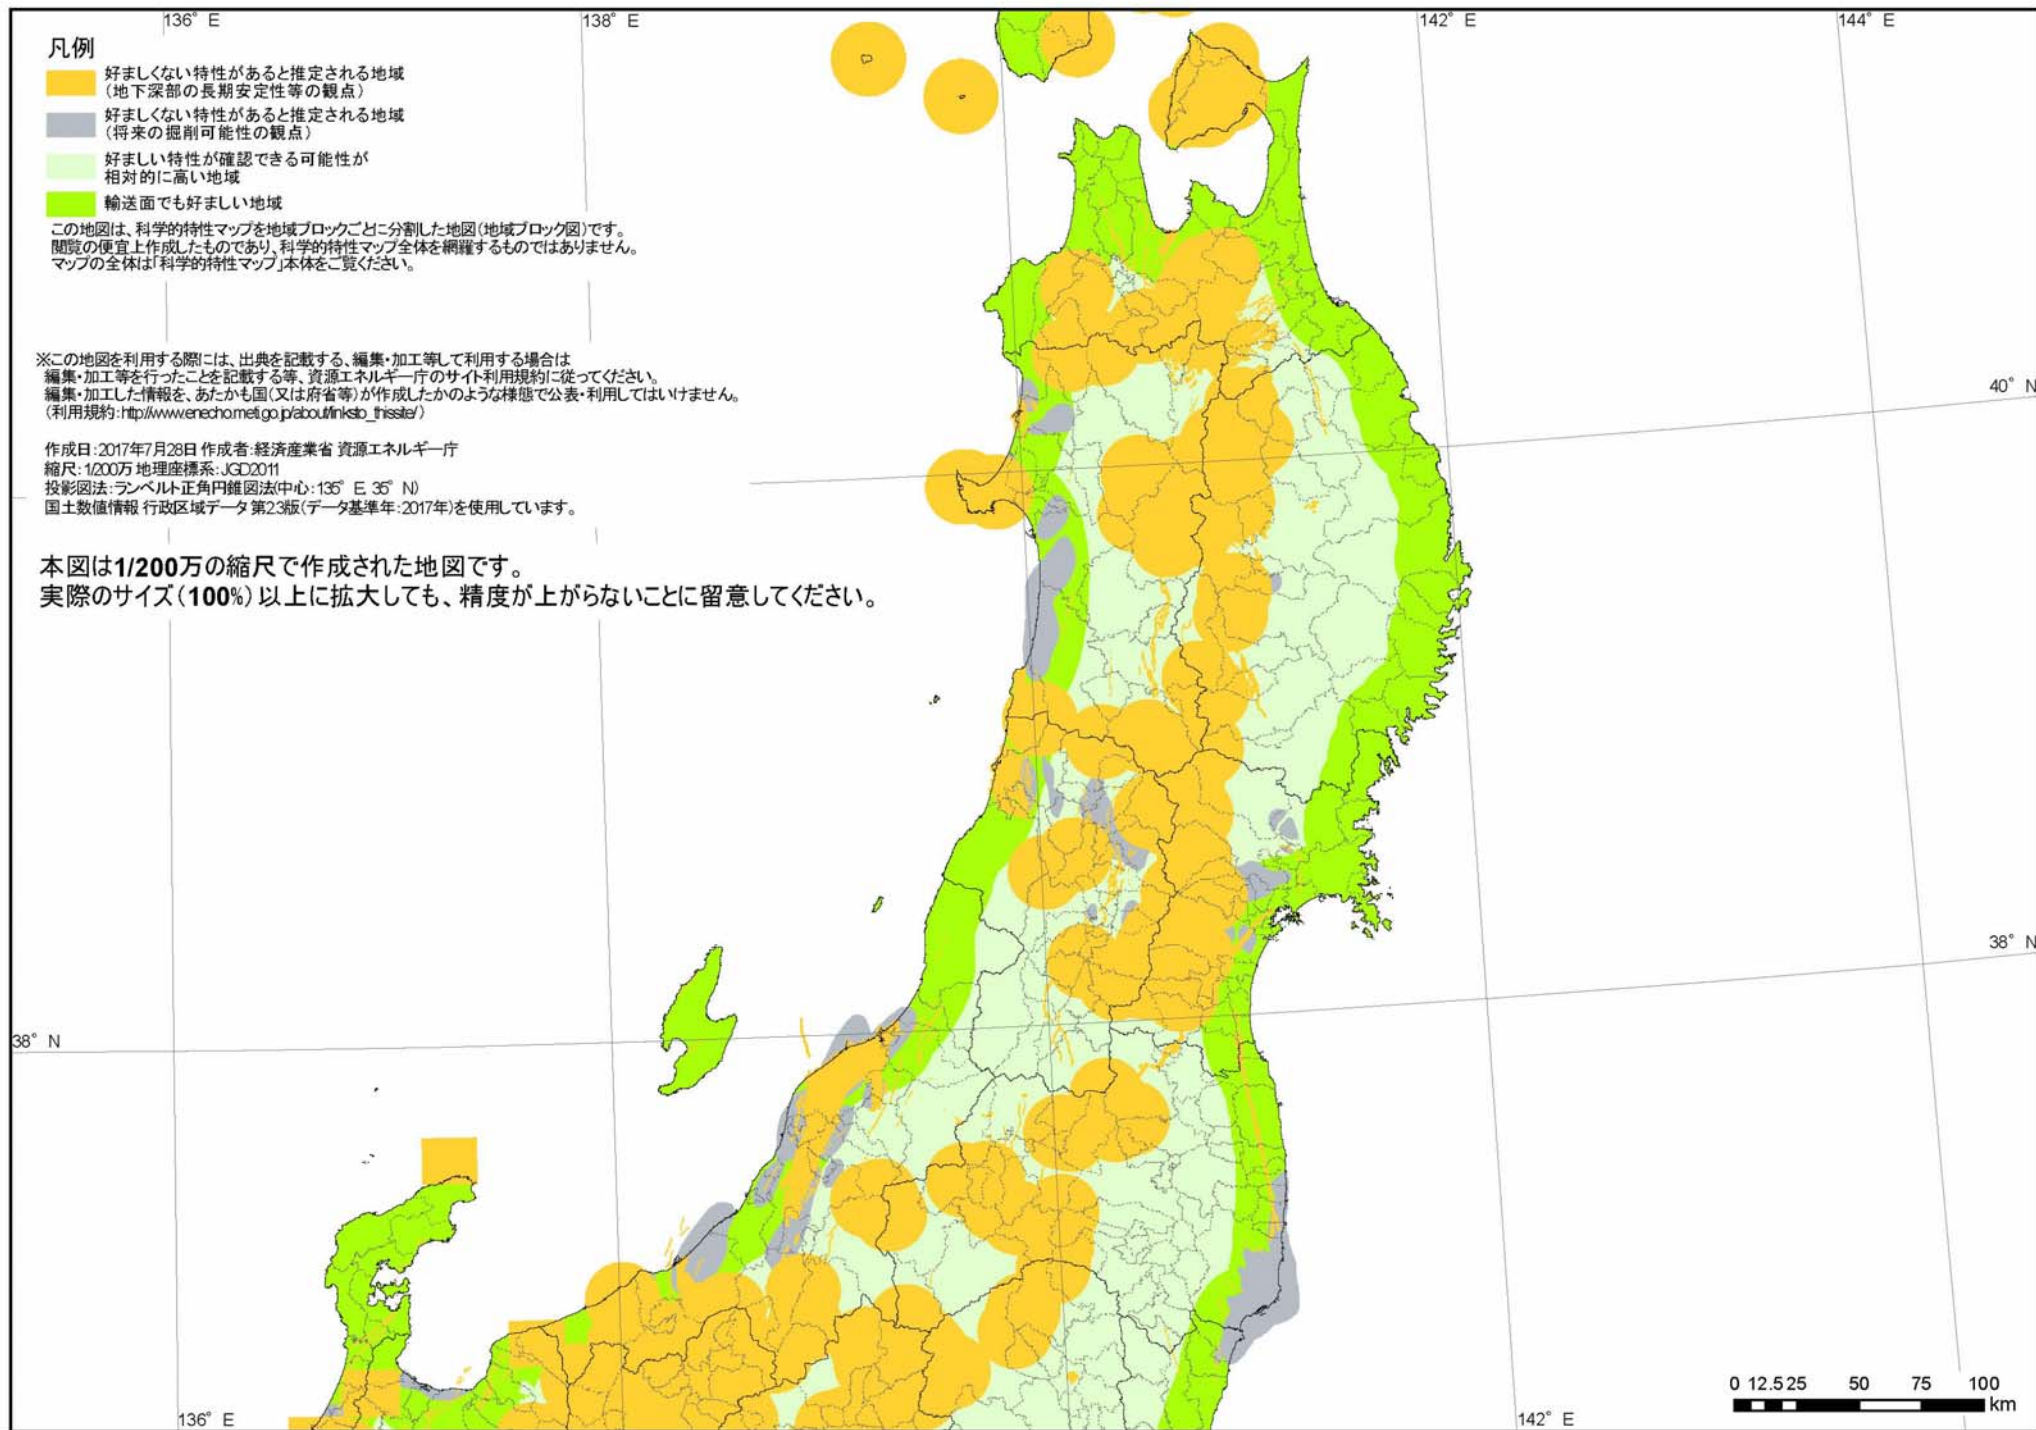 136° E
138° E
142° E
144° E
凡例
好ましくない特性があると推定される地域
(地下深部の長期安定性等の観点)
好ましくない特性があると推定される地域
(将来の掘削可能性の観点)
好ましい特性が確認できる可能性が
相対的に高い地域
輸送面でも好ましい地域
この地図は、科学的特性マップを地域ブロックごとに分割した地図(地域ブロック図)です。
閲覧の便宜上作成したものであり、科学的特性マップ全体を網羅するものではありません。
マップの全体は「科学的特性マップ」本体をご覧ください。
※この地図を利用する際には、出典を記載する、編集・加工等して利用する場合は
編集・加工等を行ったことを記載する等、資源エネルギー庁のサイト利用規約に従ってください。
編集・加工した情報を、あたかも国(又は府省等)が作成したかのような様態で公表・利用してはいけません。
(利用規約:http://www.enecho.meti.go.jp/about/linksto_thissite/)
40° N
作成日:2017年7月28日 作成者:経済産業省 資源エネルギー庁
縮尺:1/200万 地理座標系:JGD2011
投影図法:ランベルト正角円錐図法(中心:135° E 35° N)
国土数値情報 行政区域データ 第2.3版(データ基準年:2017年)を使用しています。
本図は1/200万の縮尺で作成された地図です。
実際のサイズ(100%)以上に拡大しても、精度が上がらないことに留意してください。
38° N
38° N
0 12.5 25 50 75 100
km
136° E
142° E